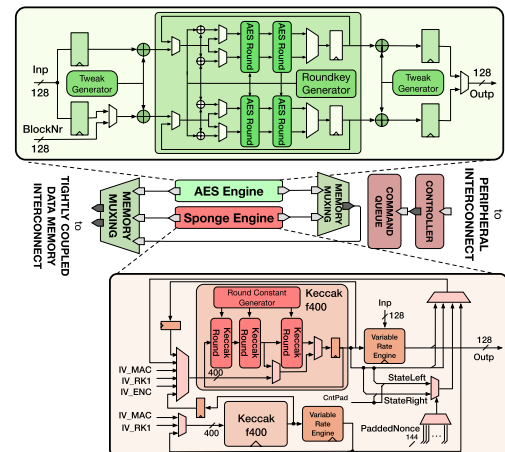 Inp
128
Tweak
Generator
BlockNr
128
AES
Round
AES
Round
AES
Round
AES
Round
Roundkey
Generator
Tweak
Generator
128
Outp
TIGHTLY COUPLED
DATA MEMORY
INTERCONNECT
to
MEMORY
MUXING
AES Engine
Sponge Engine
MEMORY
MUXING
COMMAND
QUEUE
CONTROLLER
to
PERIPHERAL
INTERCONNECT
Round Constant
Generator
Keccak
f400
Keccak
Round
Keccak
Round
Keccak
Round
400
Inp
128
Variable
Rate
Engine
128
Outp
IV_MAC
IV_RK1
IV_ENC
CntPad
StateLeft
StateRight
IV_MAC
IV_RK1
400
Keccak
f400
Variable
Rate
Engine
PaddedNonce
144
...